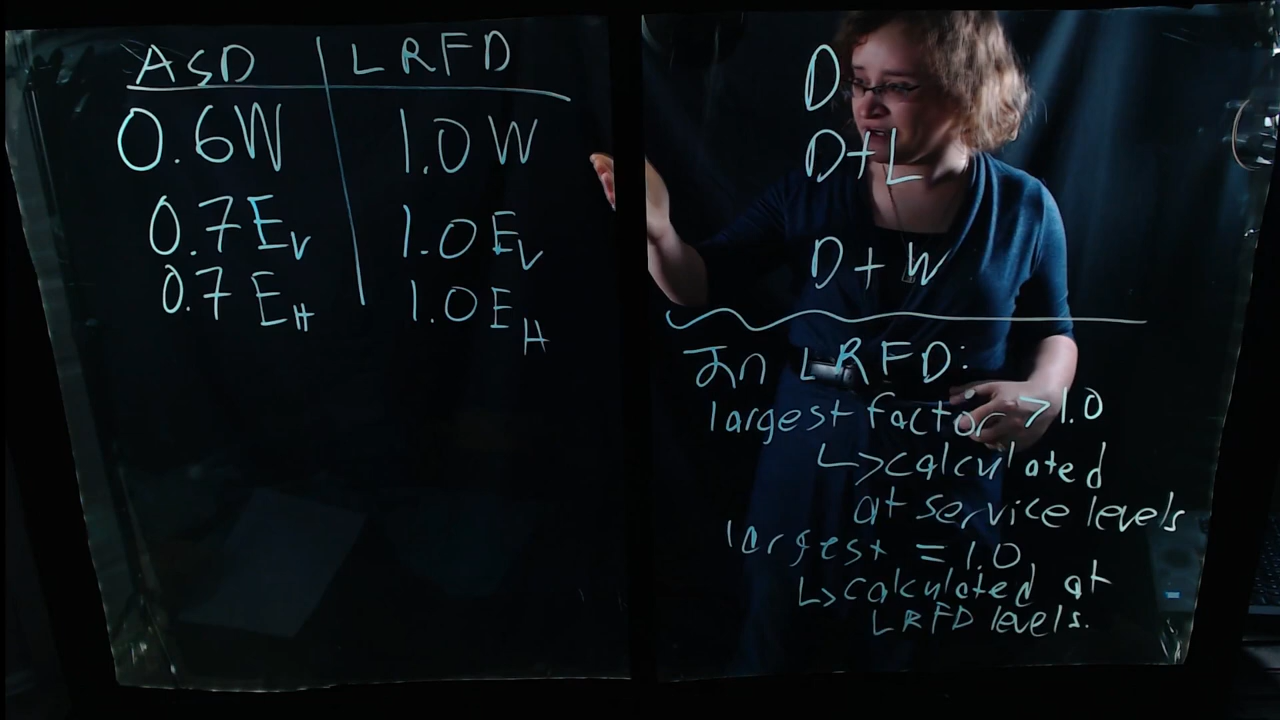 ASD LRFD
0.6W 1.0W
0.7Ev 1.0Ev
0.7EH 1.0EH
D
D+L
D+W
In LRFD:
largest factor >1.0
↳calculated
at service levels
largest =1.0
↳calculated at
LRFD levels.